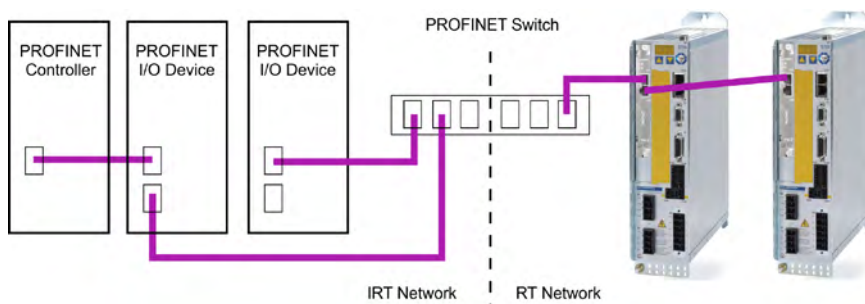 PROFINET
Controller
PROFINET
I/O Device
PROFINET
I/O Device
PROFINET Switch
IRT Network
RT Network